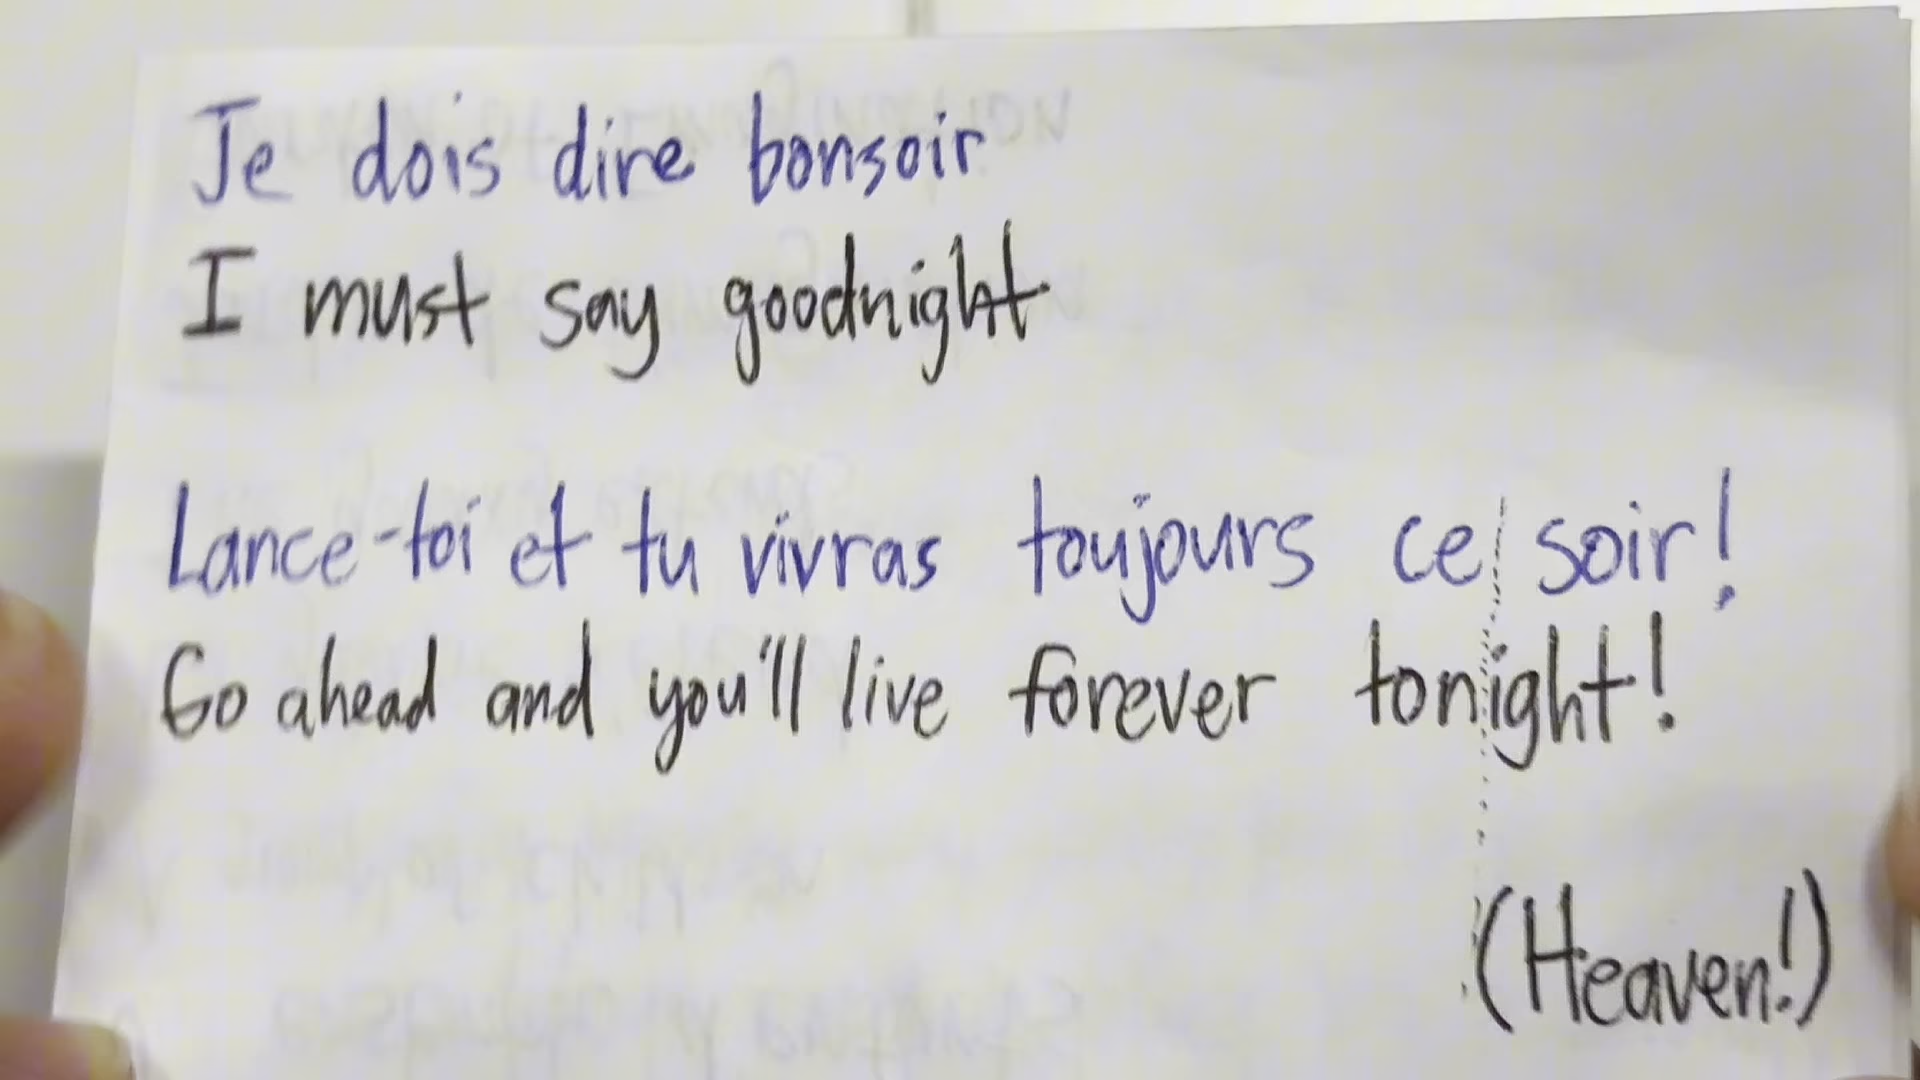 Je dois dire bonsoir
I must say goodnight
Lance-toi et tu vivras toujours ce soir!
Go ahead and you'll live forever tonight!
(Heaven!)